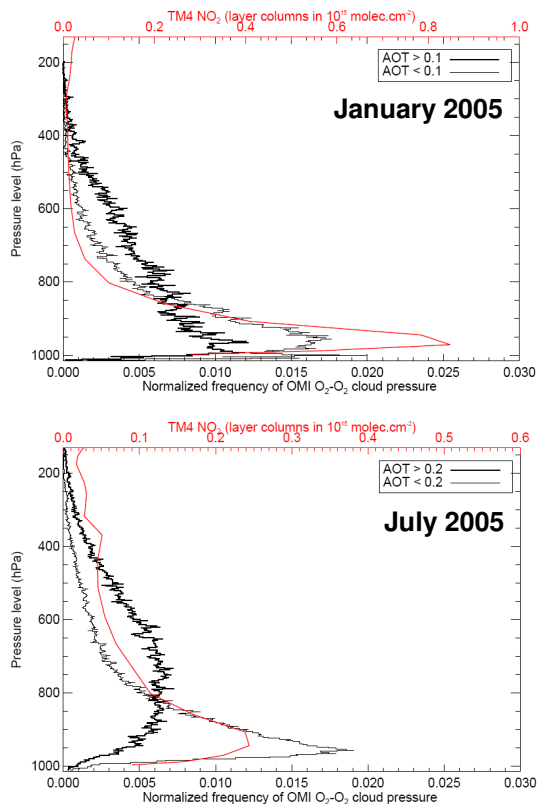 TM4 NO₂ (layer columns in 10¹⁵ molec.cm⁻²)
0.0 0.2 0.4 0.6 0.8 1.0
AOT > 0.1
AOT < 0.1
January 2005
200
400
600
800
1000
Pressure level (hPa)
0.000 0.005 0.010 0.015 0.020 0.025 0.030
Normalized frequency of OMI O₂-O₂ cloud pressure
TM4 NO₂ (layer columns in 10¹⁵ molec.cm⁻²)
0.0 0.1 0.2 0.3 0.4 0.5 0.6
AOT > 0.2
AOT < 0.2
July 2005
200
400
600
800
1000
Pressure level (hPa)
0.000 0.005 0.010 0.015 0.020 0.025 0.030
Normalized frequency of OMI O₂-O₂ cloud pressure